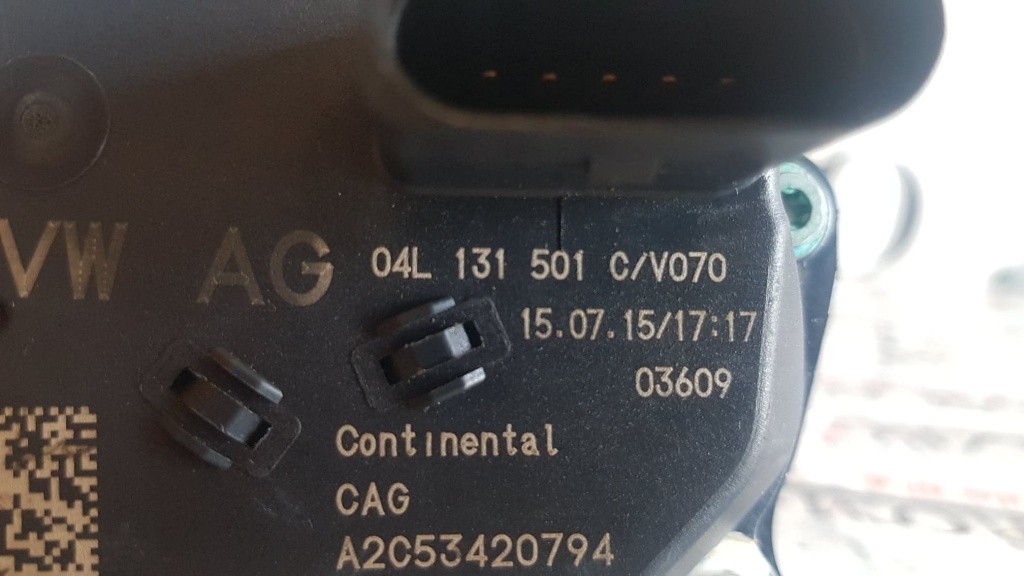 VW AG 04L 131 501 C/V070
15.07.15/17:17
03609
Continental
CAG
A2C53420794